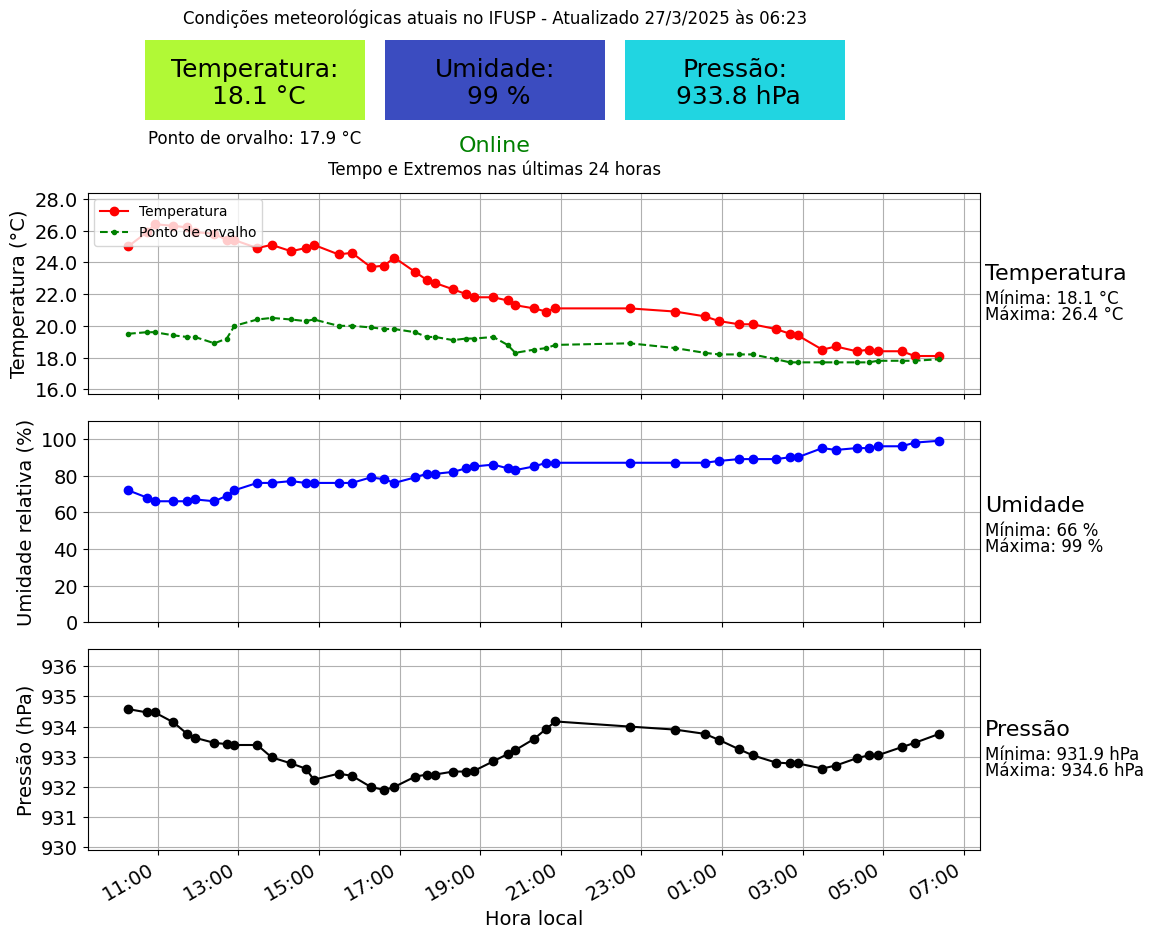 Condições meteorológicas atuais no IFUSP - Atualizado 27/3/2025 às 06:23
Temperatura:
18.1 °C
Umidade:
99 %
Pressão:
933.8 hPa
Ponto de orvalho: 17.9 °C
Online
Tempo e Extremos nas últimas 24 horas
Temperatura (°C)
28.0
26.0
24.0
22.0
20.0
18.0
16.0
Temperatura
Ponto de orvalho
Temperatura
Mínima: 18.1 °C
Máxima: 26.4 °C
Umidade relativa (%)
100
80
60
40
20
0
Umidade
Mínima: 66 %
Máxima: 99 %
Pressão (hPa)
936
935
934
933
932
931
930
Pressão
Mínima: 931.9 hPa
Máxima: 934.6 hPa
11:00
13:00
15:00
17:00
19:00
21:00
23:00
01:00
03:00
05:00
07:00
Hora local